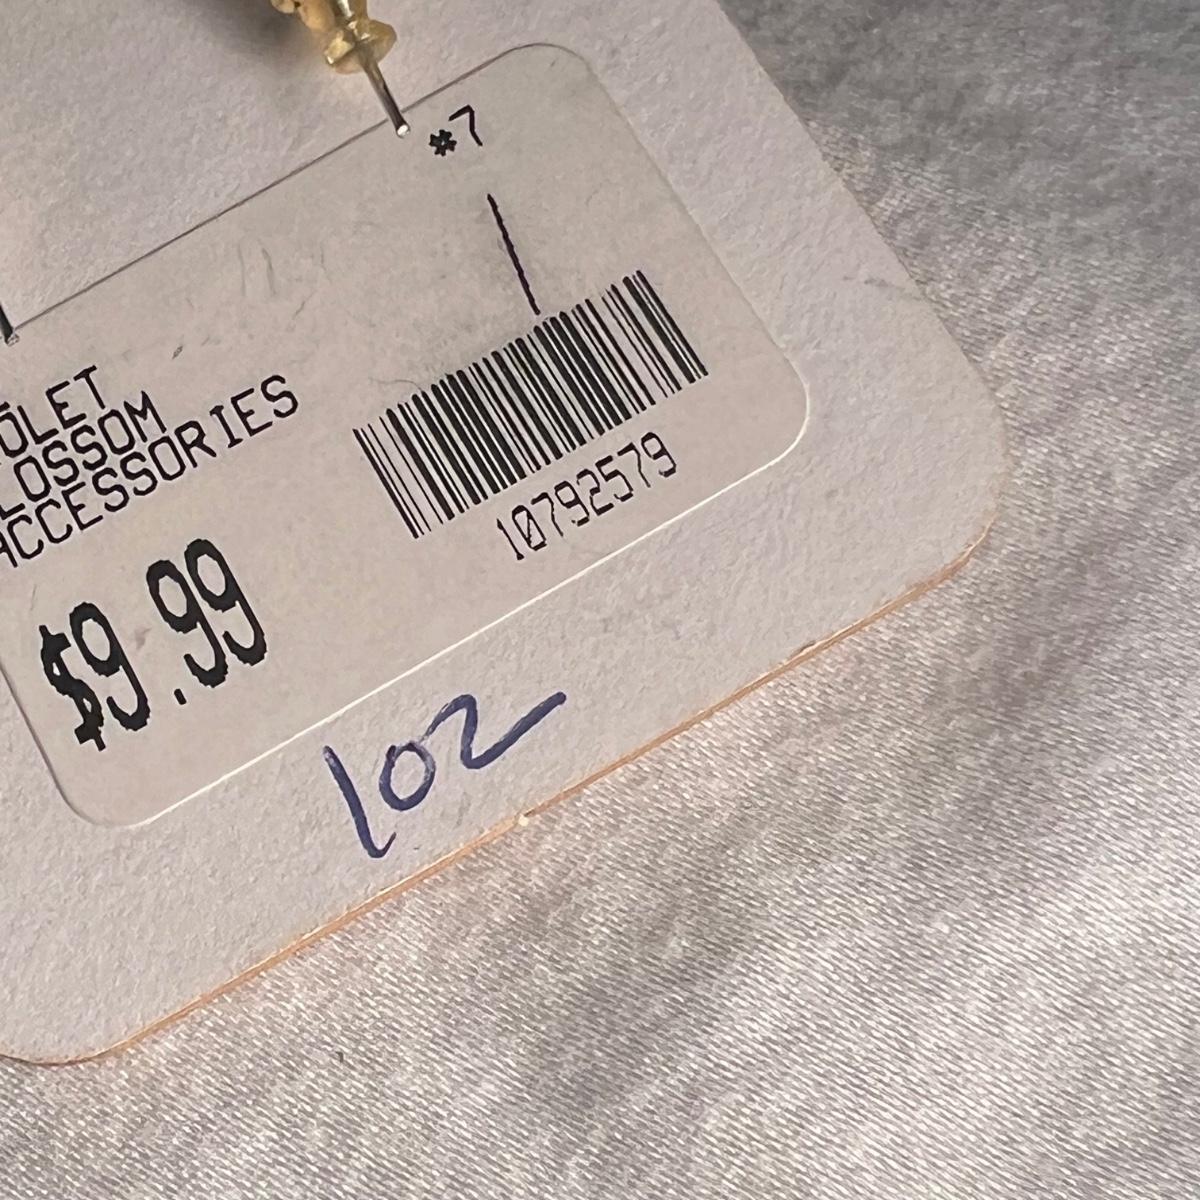 #7
OLET
LOSSOM
ACCESSORIES
10792579
$9.99
102